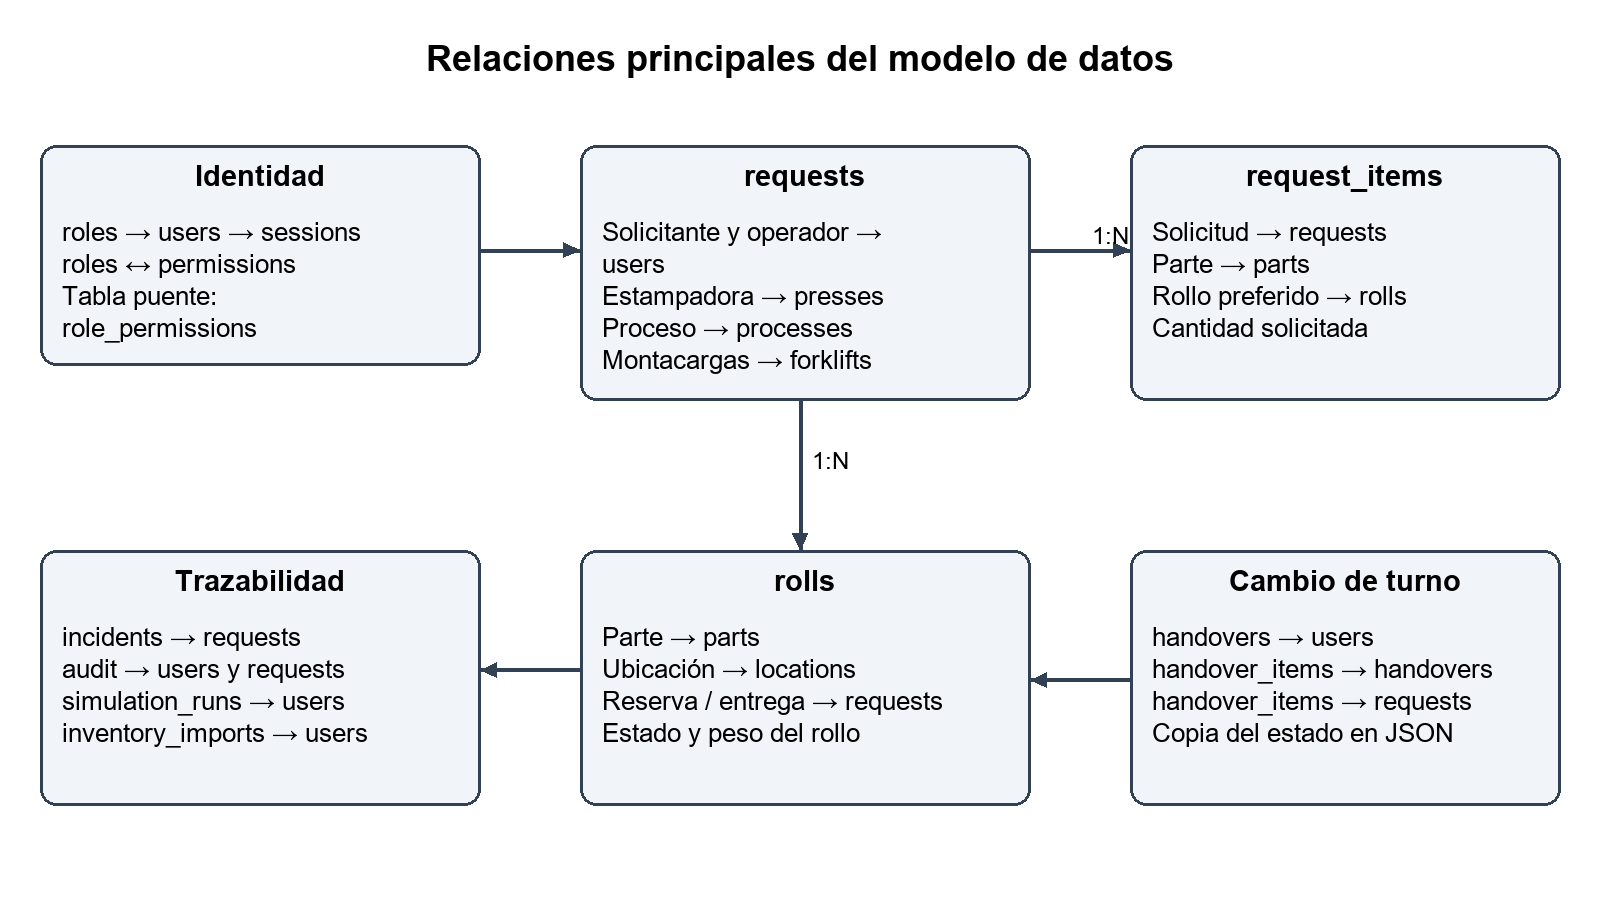 Relaciones principales del modelo de datos
Identidad
roles → users → sessions
roles ↔ permissions
Tabla puente:
role_permissions
requests
Solicitante y operador →
users
Estampadora → presses
Proceso → processes
Montacargas → forklifts
1:N
request_items
Solicitud → requests
Parte → parts
Rollo preferido → rolls
Cantidad solicitada
1:N
Trazabilidad
incidents → requests
audit → users y requests
simulation_runs → users
inventory_imports → users
rolls
Parte → parts
Ubicación → locations
Reserva / entrega → requests
Estado y peso del rollo
Cambio de turno
handovers → users
handover_items → handovers
handover_items → requests
Copia del estado en JSON